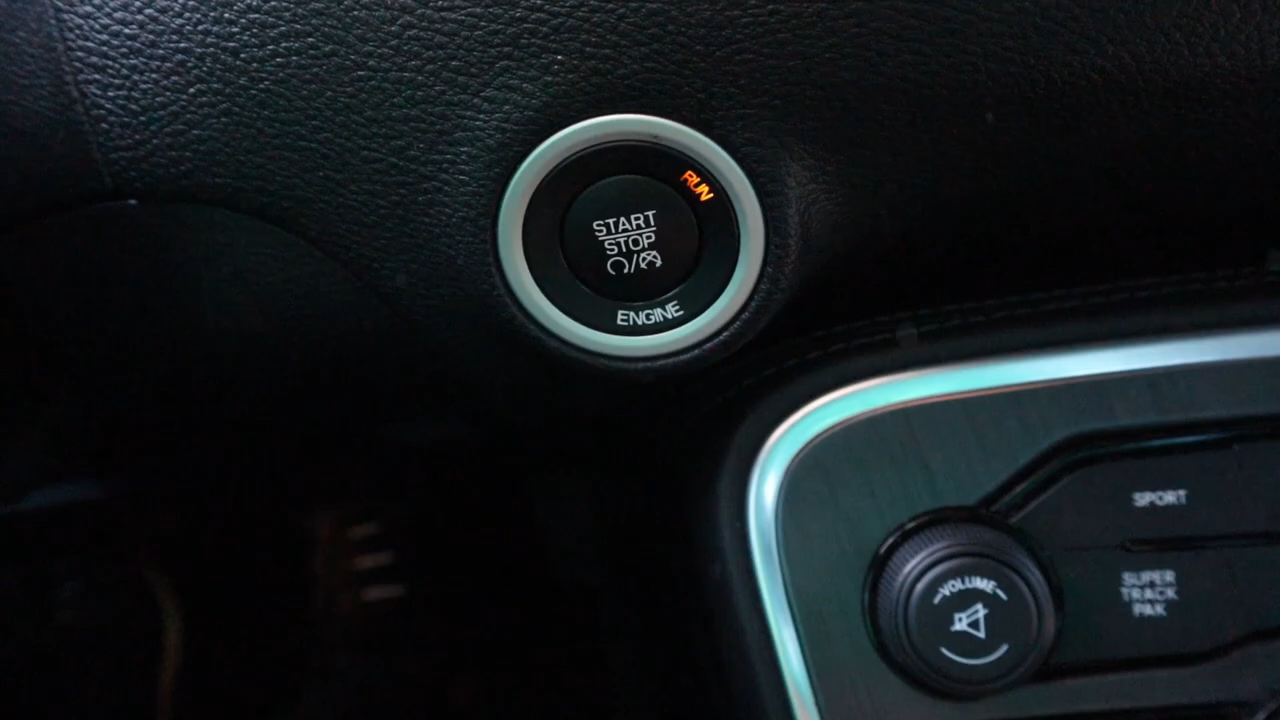 RUN
START
STOP
ENGINE
SPORT
SUPER
TRACK
PAK
VOLUME